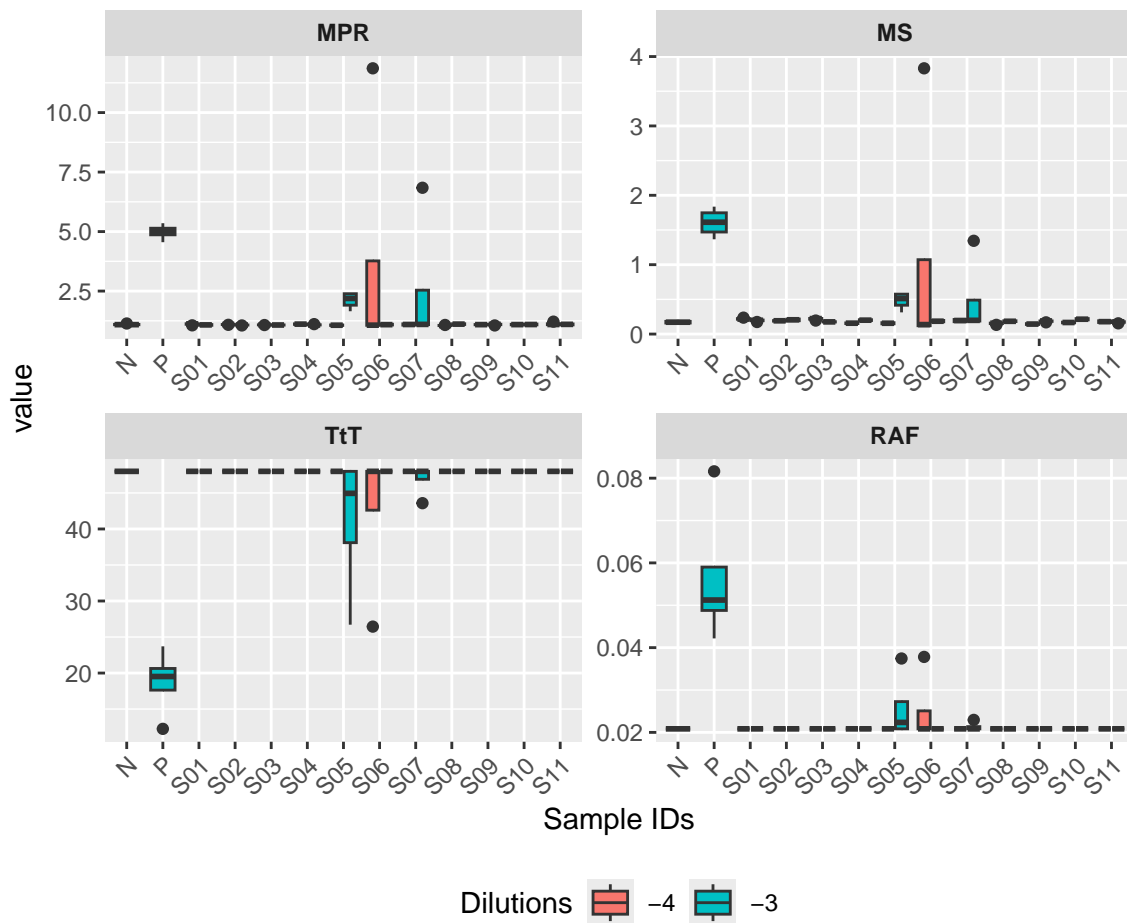 MPR
MS
10.0
7.5
5.0
2.5
4
3
2
1
0
N P S01 S02 S03 S04 S05 S06 S07 S08 S09 S10 S11
N P S01 S02 S03 S04 S05 S06 S07 S08 S09 S10 S11
value
TtT
RAF
40
30
20
0.08
0.06
0.04
0.02
N P S01 S02 S03 S04 S05 S06 S07 S08 S09 S10 S11
N P S01 S02 S03 S04 S05 S06 S07 S08 S09 S10 S11
Sample IDs
Dilutions −4 −3